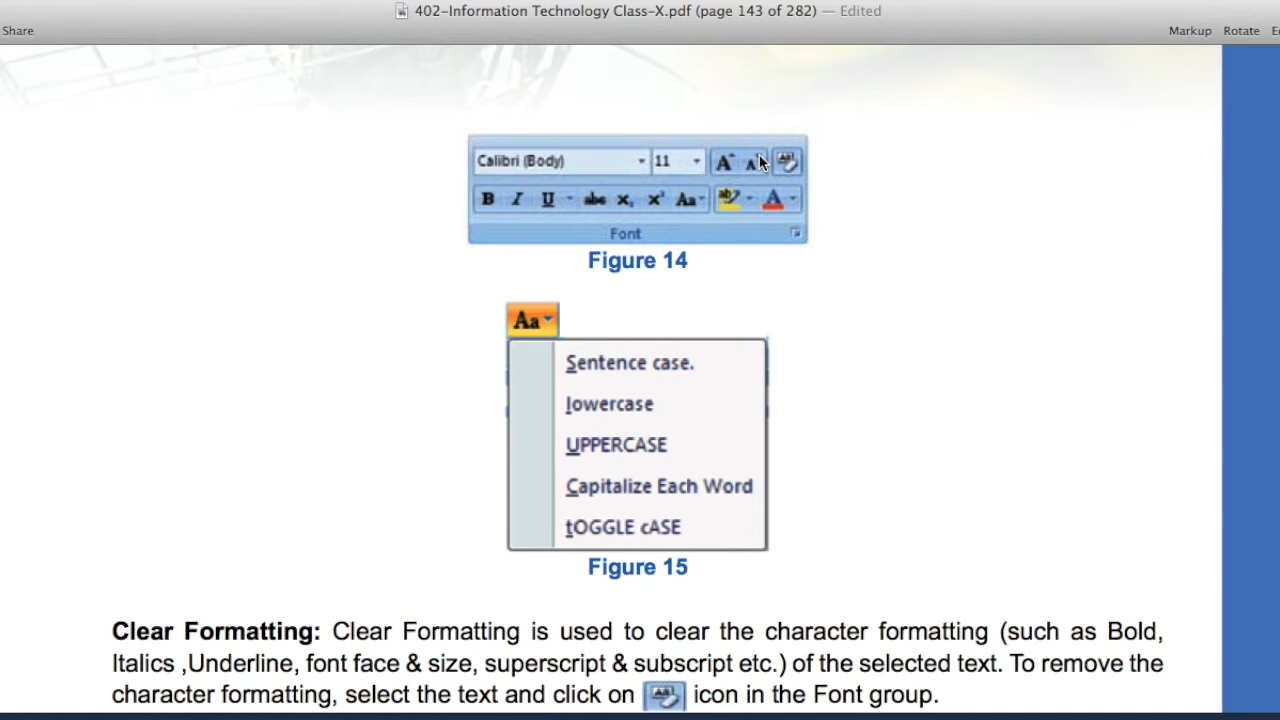 402-Information Technology Class-X.pdf (page 143 of 282) — Edited
Share
Markup Rotate
Calibri (Body) 11 A A
B I U abc x₂ x² Aa ab A
Font
Figure 14
Aa
Sentence case.
lowercase
UPPERCASE
Capitalize Each Word
tOGGLE cASE
Figure 15
Clear Formatting: Clear Formatting is used to clear the character formatting (such as Bold,
Italics ,Underline, font face & size, superscript & subscript etc.) of the selected text. To remove the
character formatting, select the text and click on icon in the Font group.